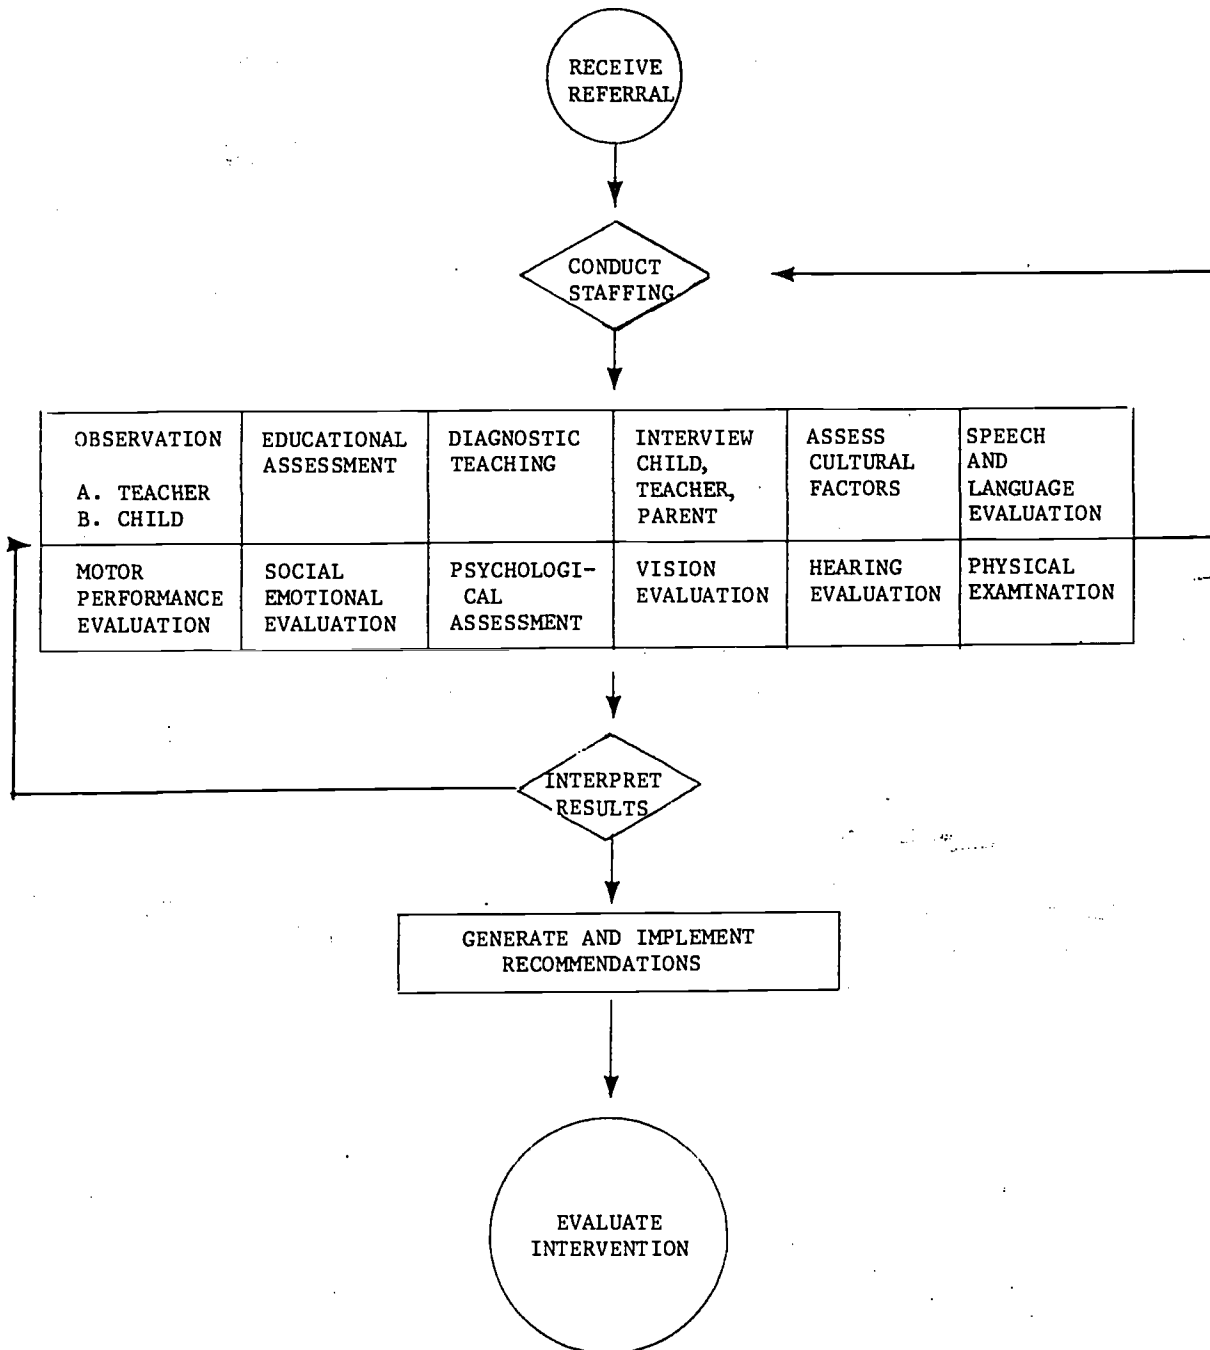 RECEIVE
REFERRAL
CONDUCT
STAFFING
OBSERVATION
A. TEACHER
B. CHILD
EDUCATIONAL
ASSESSMENT
DIAGNOSTIC
TEACHING
INTERVIEW
CHILD,
TEACHER,
PARENT
ASSESS
CULTURAL
FACTORS
SPEECH
AND
LANGUAGE
EVALUATION
MOTOR
PERFORMANCE
EVALUATION
SOCIAL
EMOTIONAL
EVALUATION
PSYCHOLOGI-
CAL
ASSESSMENT
VISION
EVALUATION
HEARING
EVALUATION
PHYSICAL
EXAMINATION
INTERPRET
RESULTS
GENERATE AND IMPLEMENT
RECOMMENDATIONS
EVALUATE
INTERVENTION